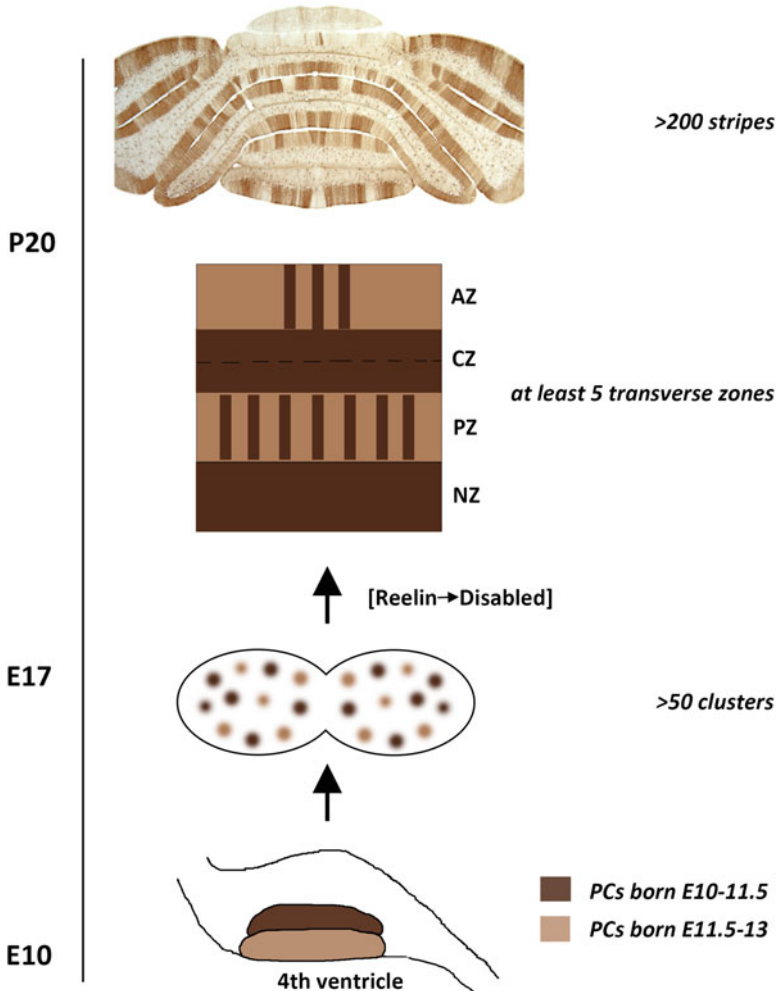 >200 stripes
P20
AZ
CZ
at least 5 transverse zones
PZ
NZ
[Reelin→Disabled]
E17
>50 clusters
PCs born E10-11.5
PCs born E11.5-13
E10
4th ventricle